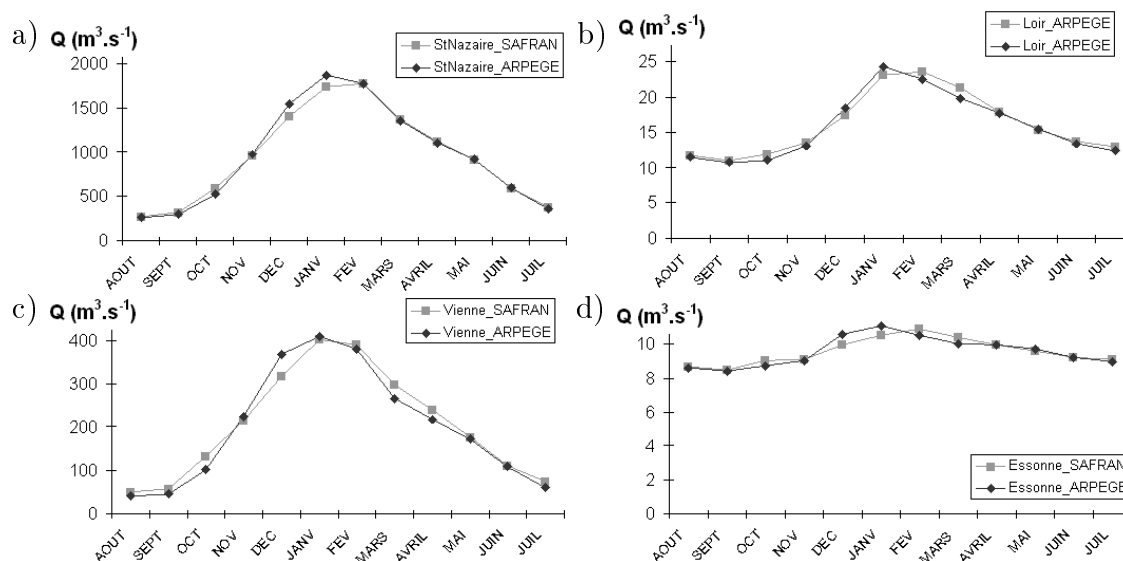 a)
Q (m³.s⁻¹)
StNazaire_SAFRAN
StNazaire_ARPEGE
2000
1500
1000
500
0
AOUT SEPT OCT NOV DEC JANV FEV MARS AVRIL MAI JUIN JUIL
b)
Q (m³.s⁻¹)
Loir_ARPEGE
Loir_ARPEGE
25
20
15
10
5
0
AOUT SEPT OCT NOV DEC JANV FEV MARS AVRIL MAI JUIN JUIL
c)
Q (m³.s⁻¹)
Vienne_SAFRAN
Vienne_ARPEGE
400
300
200
100
0
AOUT SEPT OCT NOV DEC JANV FEV MARS AVRIL MAI JUIN JUIL
d)
Q (m³.s⁻¹)
10
8
6
4
2
0
Essonne_SAFRAN
Essonne_ARPEGE
AOUT SEPT OCT NOV DEC JANV FEV MARS AVRIL MAI JUIN JUIL